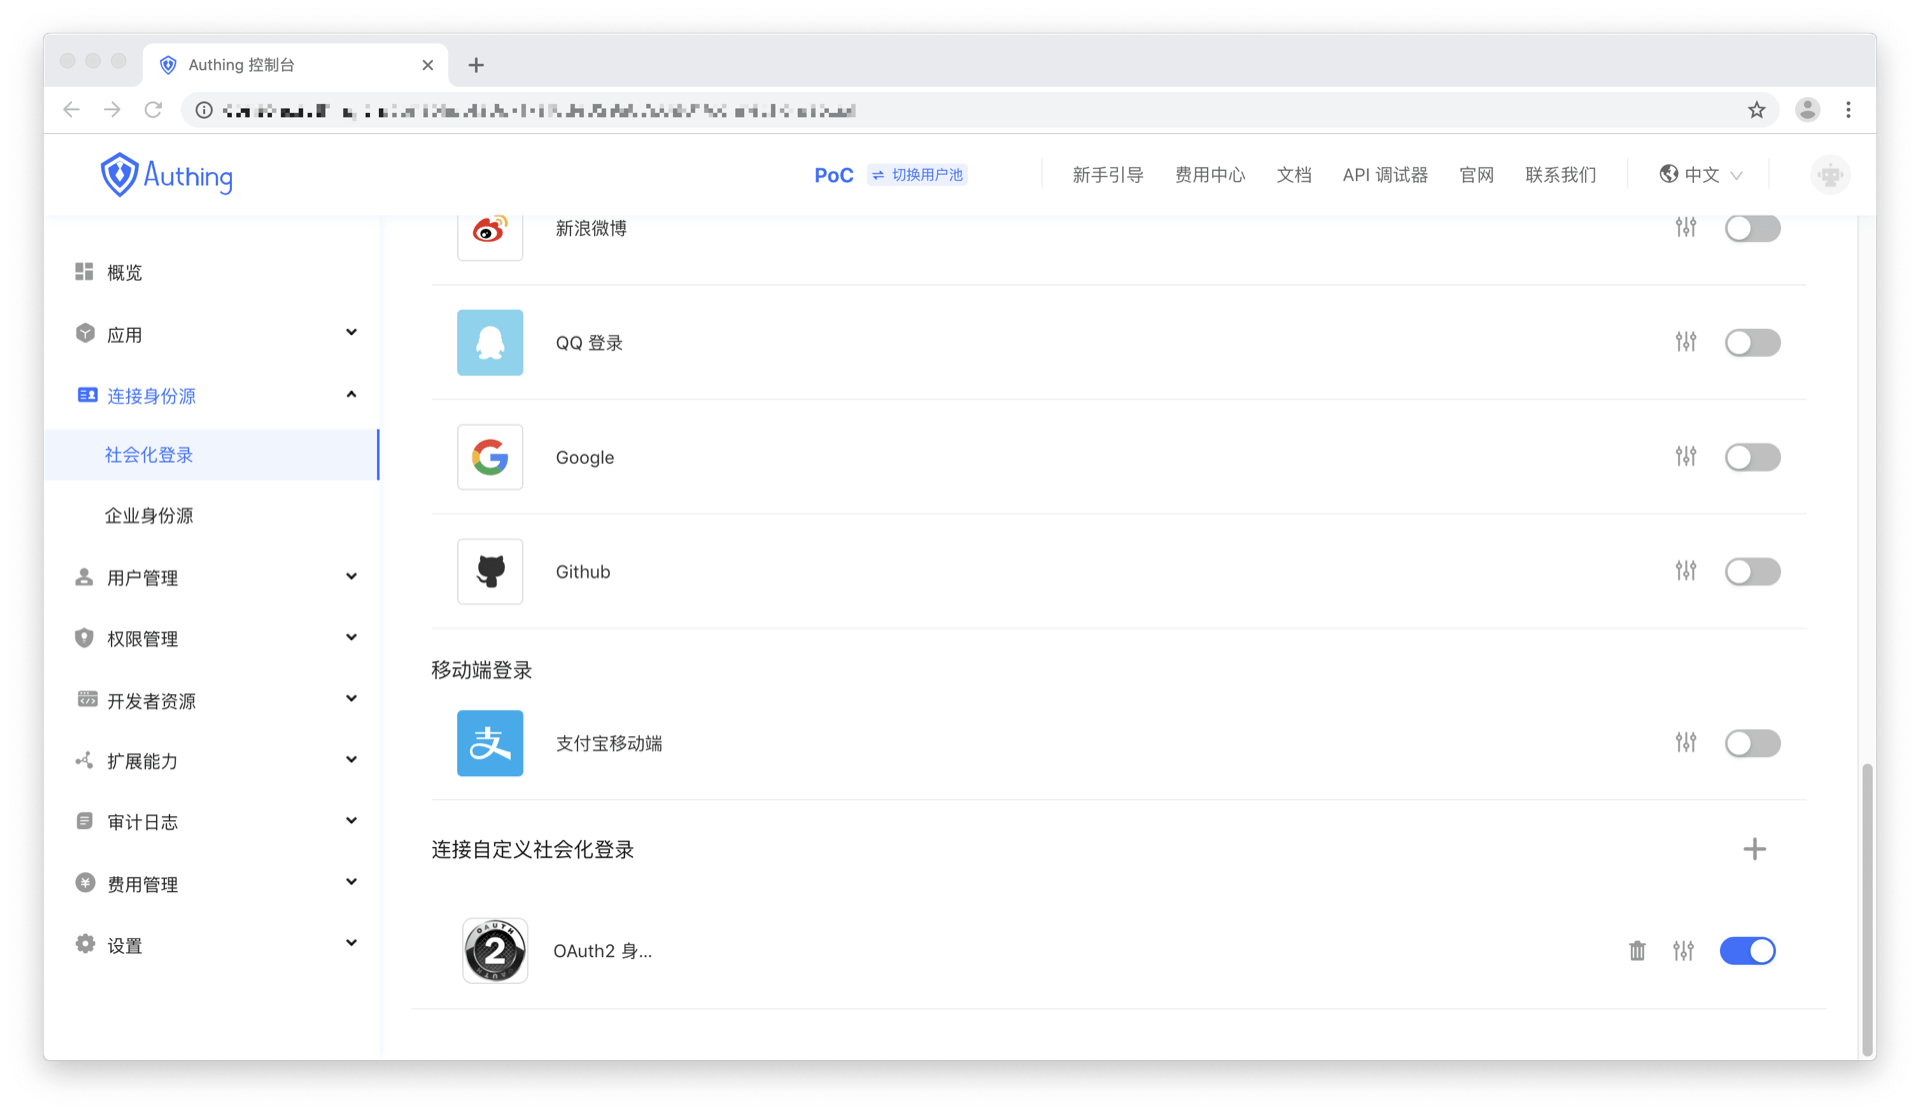 Authing 控制台
Authing
PoC
切换用户池
新手引导
费用中心
文档
API 调试器
官网
联系我们
中文
概览
应用
连接身份源
社会化登录
企业身份源
用户管理
权限管理
开发者资源
扩展能力
审计日志
费用管理
设置
新浪微博
QQ 登录
Google
Github
移动端登录
支
支付宝移动端
连接自定义社会化登录
OAUTH
2
OAuth2 身...